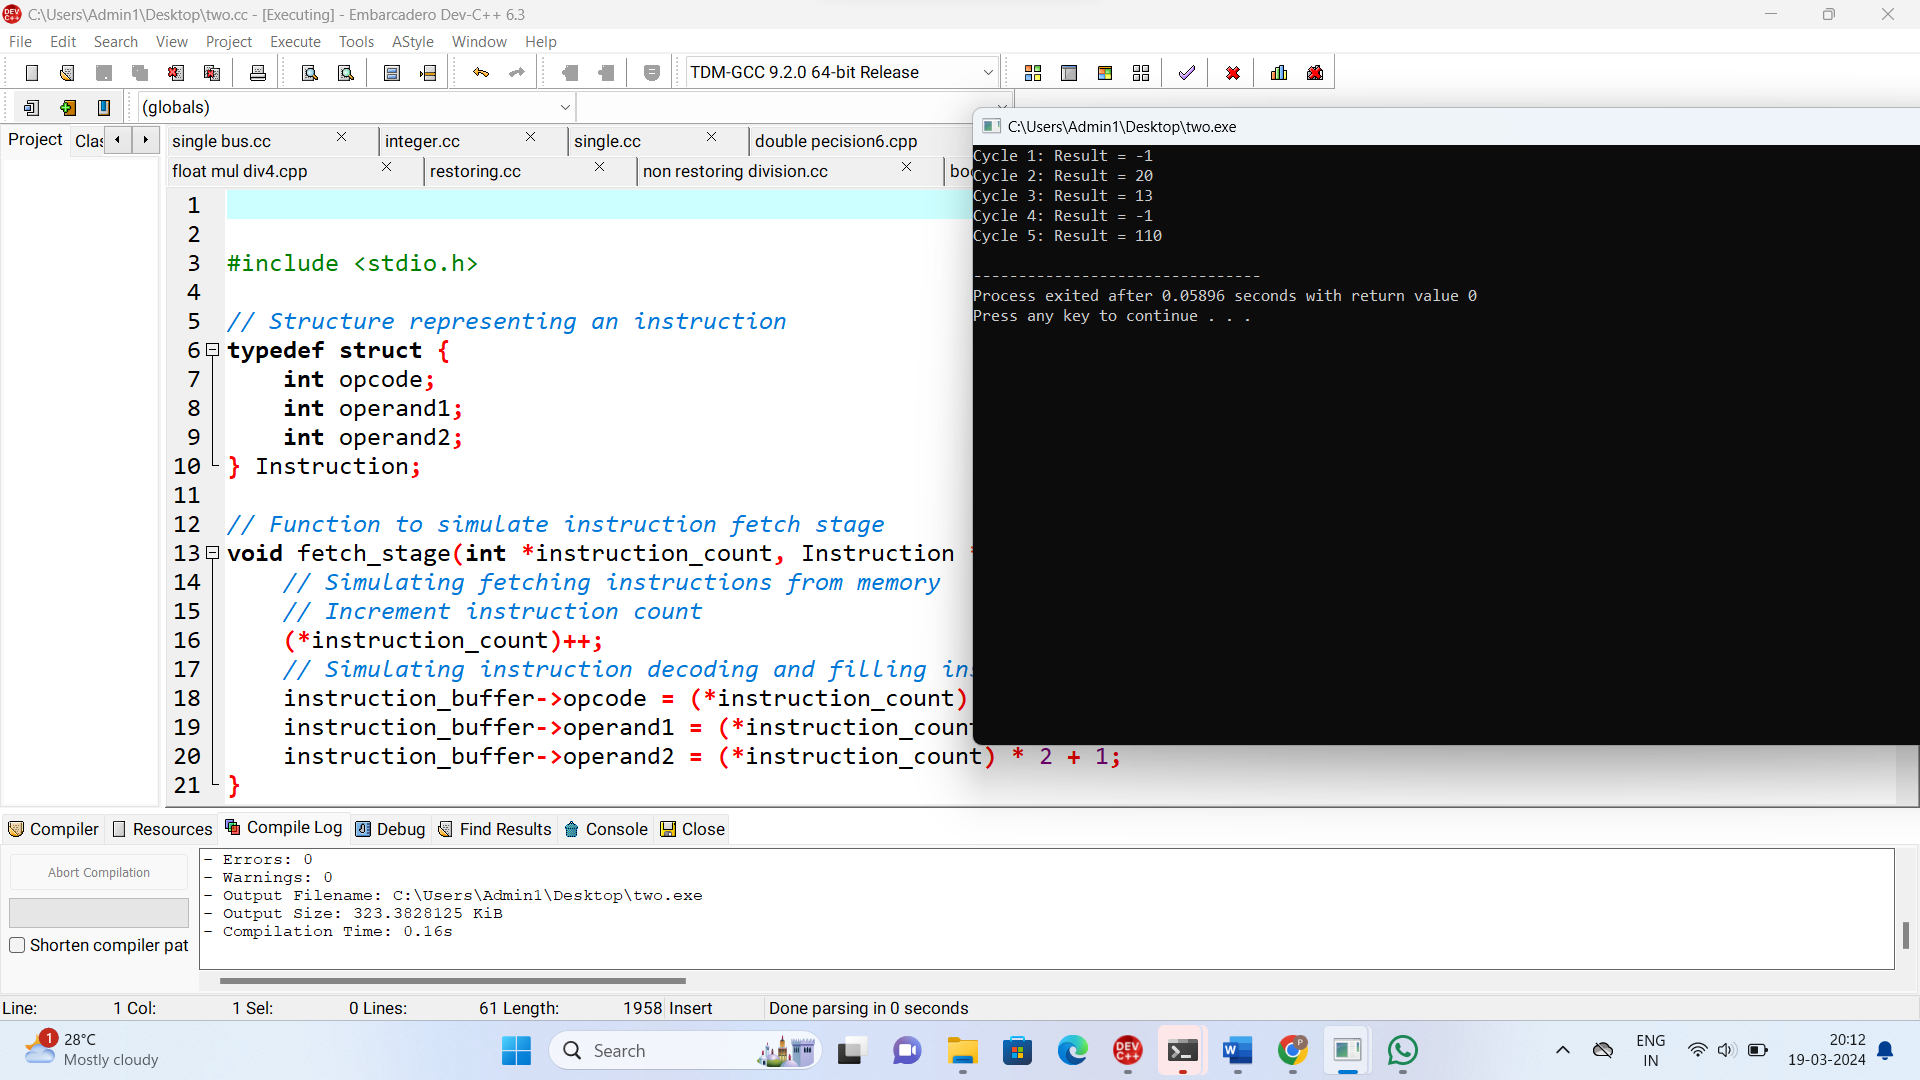 C:\Users\Admin1\Desktop\two.cc - [Executing] - Embarcadero Dev-C++ 6.3
File Edit Search View Project Execute Tools AStyle Window Help
TDM-GCC 9.2.0 64-bit Release
(globals)
Project Clas
single bus.cc integer.cc single.cc double pecision6.cpp
float mul div4.cpp restoring.cc non restoring division.cc boo
1
2
3 #include <stdio.h>
4
5 // Structure representing an instruction
6 typedef struct {
7 int opcode;
8 int operand1;
9 int operand2;
10 } Instruction;
11
12 // Function to simulate instruction fetch stage
13 void fetch_stage(int *instruction_count, Instruction *
14 // Simulating fetching instructions from memory
15 // Increment instruction count
16 (*instruction_count)++;
17 // Simulating instruction decoding and filling ins
18 instruction_buffer->opcode = (*instruction_count)
19 instruction_buffer->operand1 = (*instruction_count
20 instruction_buffer->operand2 = (*instruction_count) * 2 + 1;
21 }
C:\Users\Admin1\Desktop\two.exe
Cycle 1: Result = -1
Cycle 2: Result = 20
Cycle 3: Result = 13
Cycle 4: Result = -1
Cycle 5: Result = 110
--------------------------------
Process exited after 0.05896 seconds with return value 0
Press any key to continue . . .
Compiler Resources Compile Log Debug Find Results Console Close
Abort Compilation
Shorten compiler pat
- Errors: 0
- Warnings: 0
- Output Filename: C:\Users\Admin1\Desktop\two.exe
- Output Size: 323.3828125 KiB
- Compilation Time: 0.16s
Line: 1 Col: 1 Sel: 0 Lines: 61 Length: 1958 Insert Done parsing in 0 seconds
1
28°C
Mostly cloudy
Search
DEV C++
ENG
IN
20:12
19-03-2024